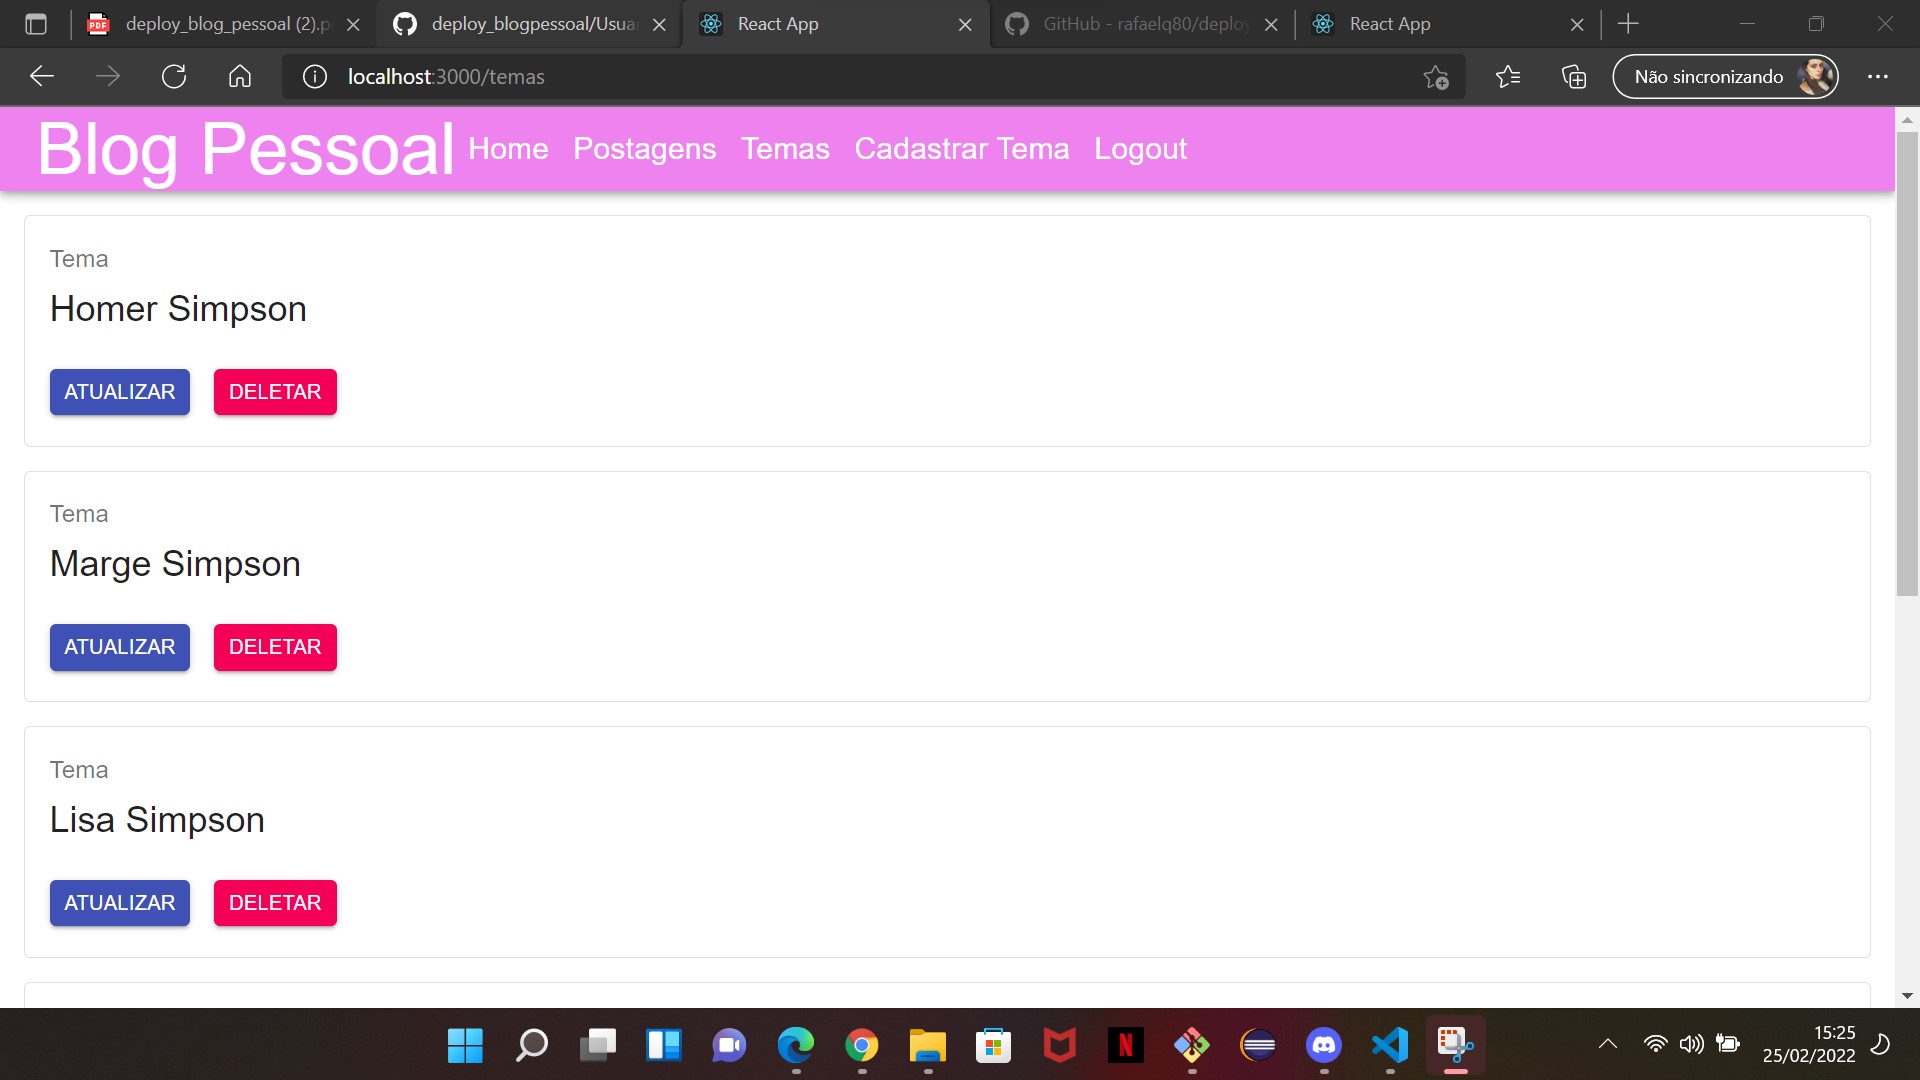 deploy_blog_pessoal (2).p
deploy_blogpessoal/Usua
React App
GitHub - rafaelq80/deploy
React App
localhost:3000/temas
Não sincronizando
Blog Pessoal Home Postagens Temas Cadastrar Tema Logout
Tema
Homer Simpson
ATUALIZAR DELETAR
Tema
Marge Simpson
ATUALIZAR DELETAR
Tema
Lisa Simpson
ATUALIZAR DELETAR
15:25
25/02/2022